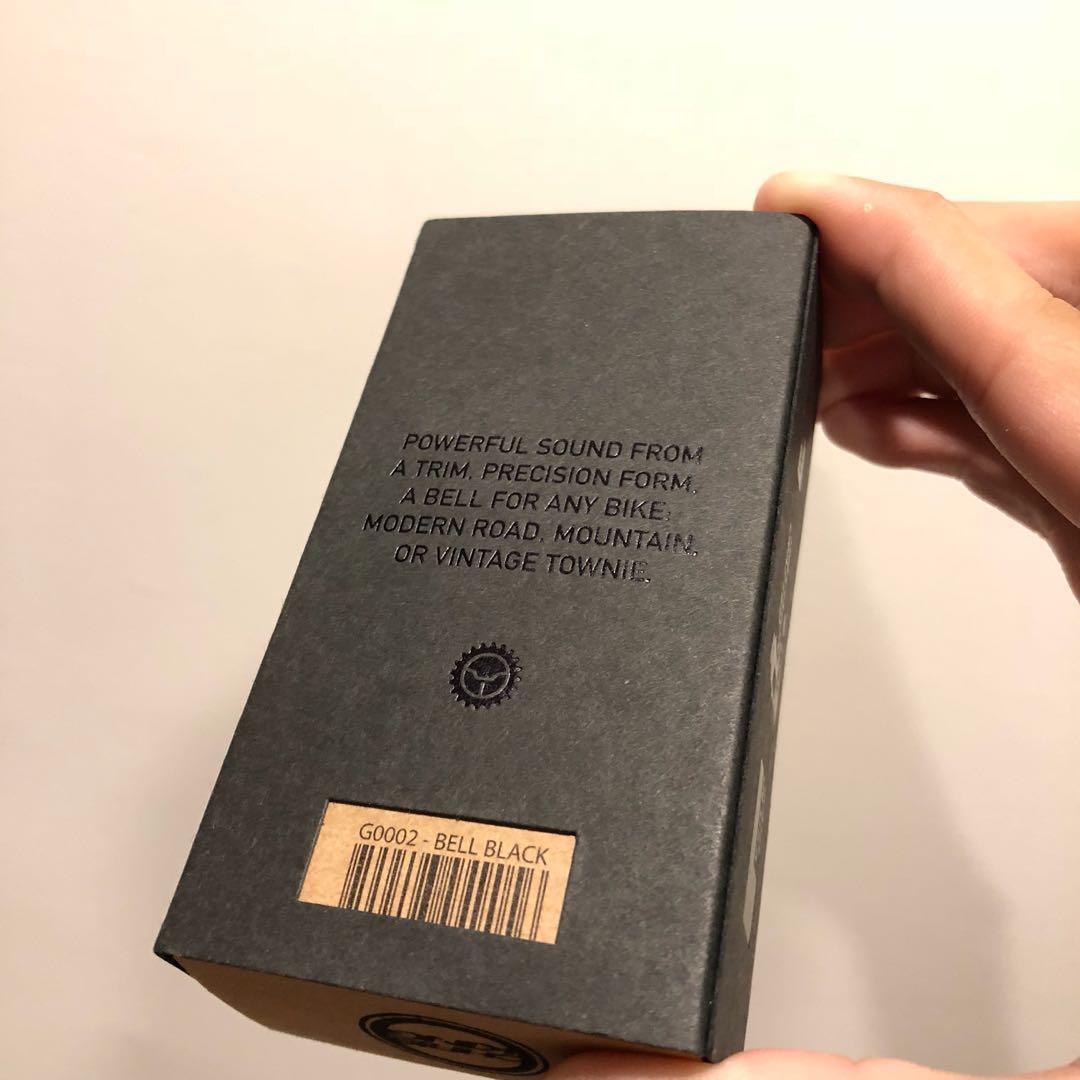 POWERFUL SOUND FROM
A TRIM, PRECISION FORM.
A BELL FOR ANY BIKE:
MODERN ROAD, MOUNTAIN,
OR VINTAGE TOWNIE.
G0002 - BELL BLACK